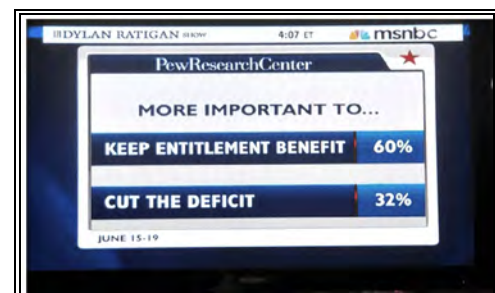 DYLAN RATIGAN SHOW 4:07 ET msnbc
PewResearchCenter
MORE IMPORTANT TO...
KEEP ENTITLEMENT BENEFIT 60%
CUT THE DEFICIT 32%
JUNE 15-19